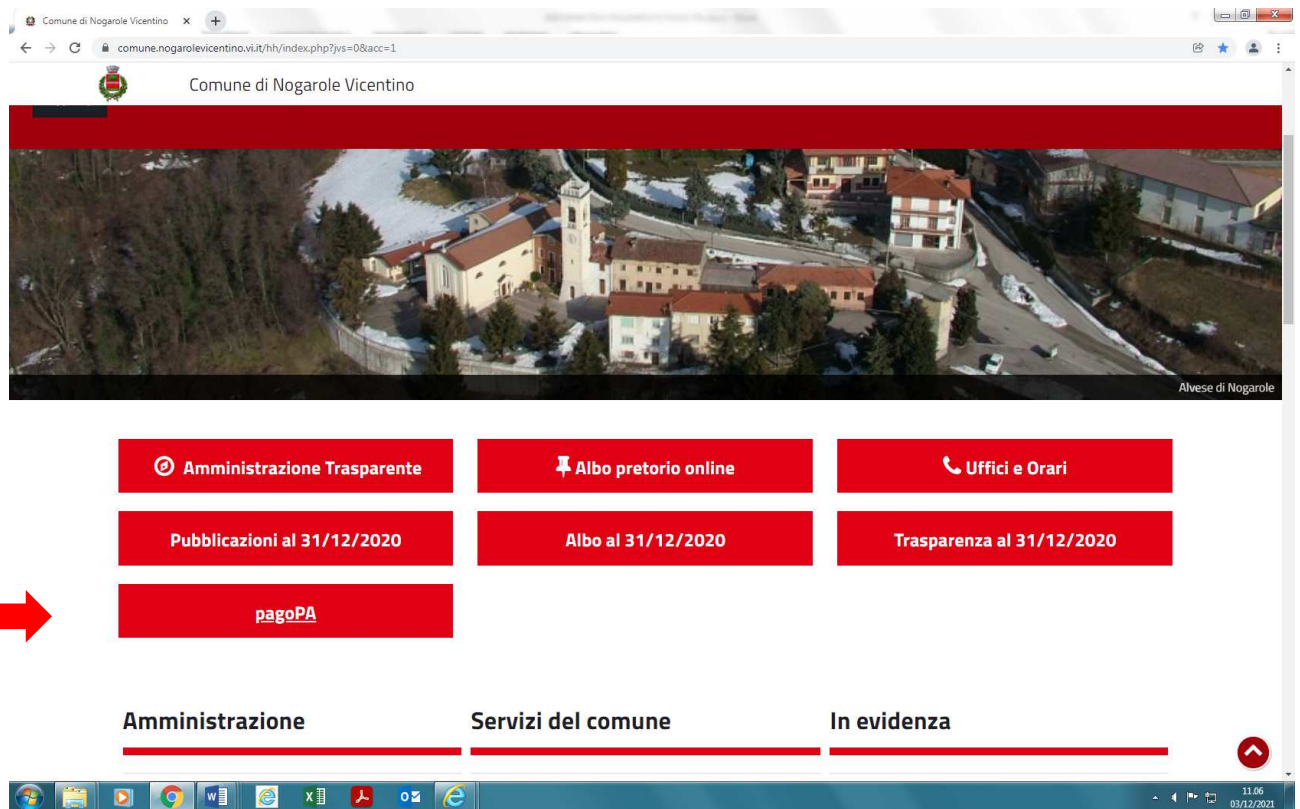 Comune di Nogarole Vicentino
comune.nogarolevicentino.vi.it/hh/index.php?jvs=0&acc=1
Comune di Nogarole Vicentino
Alvese di Nogarole
Amministrazione Trasparente
Albo pretorio online
Uffici e Orari
Pubblicazioni al 31/12/2020
Albo al 31/12/2020
Trasparenza al 31/12/2020
pagoPA
Amministrazione
Servizi del comune
In evidenza
11.06
03/12/2021